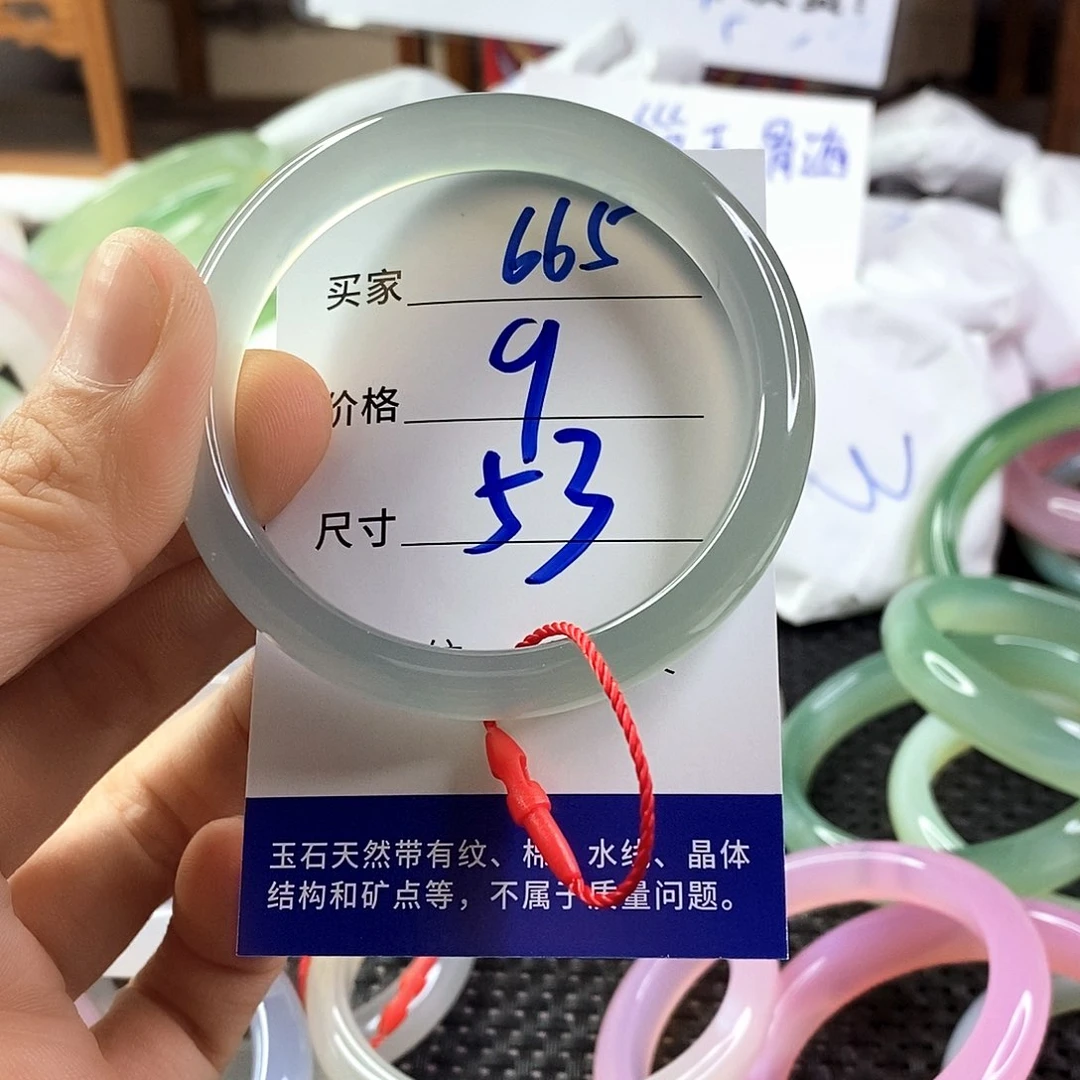 买家 665
价格 9
尺寸 53
玉石天然带有纹、棉、水纹、晶体
结构和矿点等，不属于质量问题。